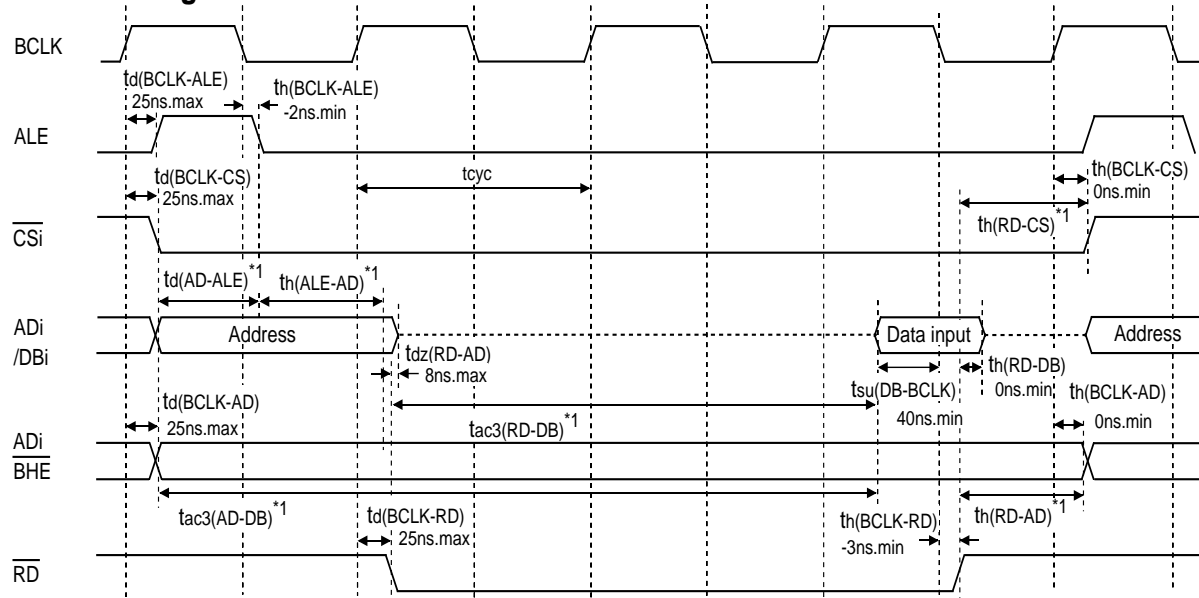 BCLK
td(BCLK-ALE)
25ns.max
th(BCLK-ALE)
-2ns.min
ALE
td(BCLK-CS)
25ns.max
tcyc
th(BCLK-CS)
0ns.min
th(RD-CS)*1
CSi
td(AD-ALE)*1
th(ALE-AD)*1
ADi
/DBi
Address
Data input
Address
tdz(RD-AD)
8ns.max
th(RD-DB)
0ns.min
tsu(DB-BCLK)
40ns.min
th(BCLK-AD)
0ns.min
td(BCLK-AD)
25ns.max
tac3(RD-DB)*1
ADi
BHE
tac3(AD-DB)*1
td(BCLK-RD)
25ns.max
th(BCLK-RD)
-3ns.min
th(RD-AD)*1
RD